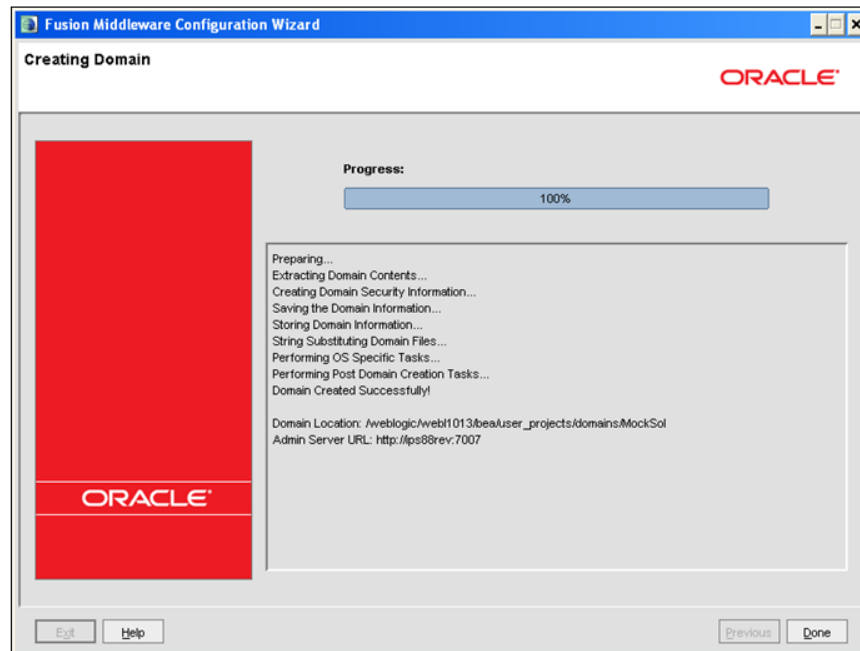 Fusion Middleware Configuration Wizard
Creating Domain
ORACLE
Progress:
100%
Preparing...
Extracting Domain Contents...
Creating Domain Security Information...
Saving the Domain Information...
Storing Domain Information...
String Substituting Domain Files...
Performing OS Specific Tasks...
Performing Post Domain Creation Tasks...
Domain Created Successfully!
Domain Location: /weblogic/webl1013/bea/user_projects/domains/MockSol
Admin Server URL: http://lps88rev:7007
ORACLE
Exit
Help
Previous
Done